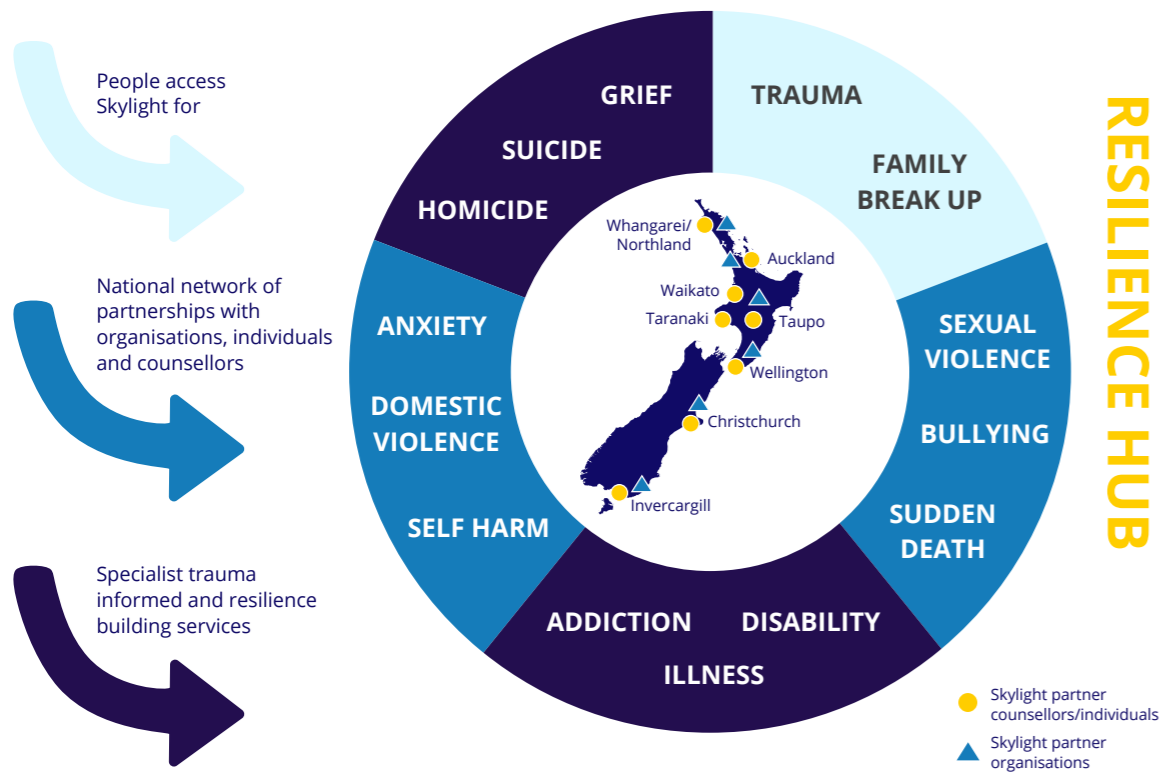 People access
Skylight for
National network of
partnerships with
organisations, individuals
and counsellors
Specialist trauma
informed and resilience
building services
GRIEF
SUICIDE
HOMICIDE
TRAUMA
FAMILY
BREAK UP
ANXIETY
DOMESTIC
VIOLENCE
SELF HARM
SEXUAL
VIOLENCE
BULLYING
SUDDEN
DEATH
ADDICTION
DISABILITY
ILLNESS
Whangarei/
Northland
Auckland
Waikato
Taranaki
Taupo
Wellington
Christchurch
Invercargill
RESILIENCE HUB
Skylight partner
counsellors/individuals
Skylight partner
organisations